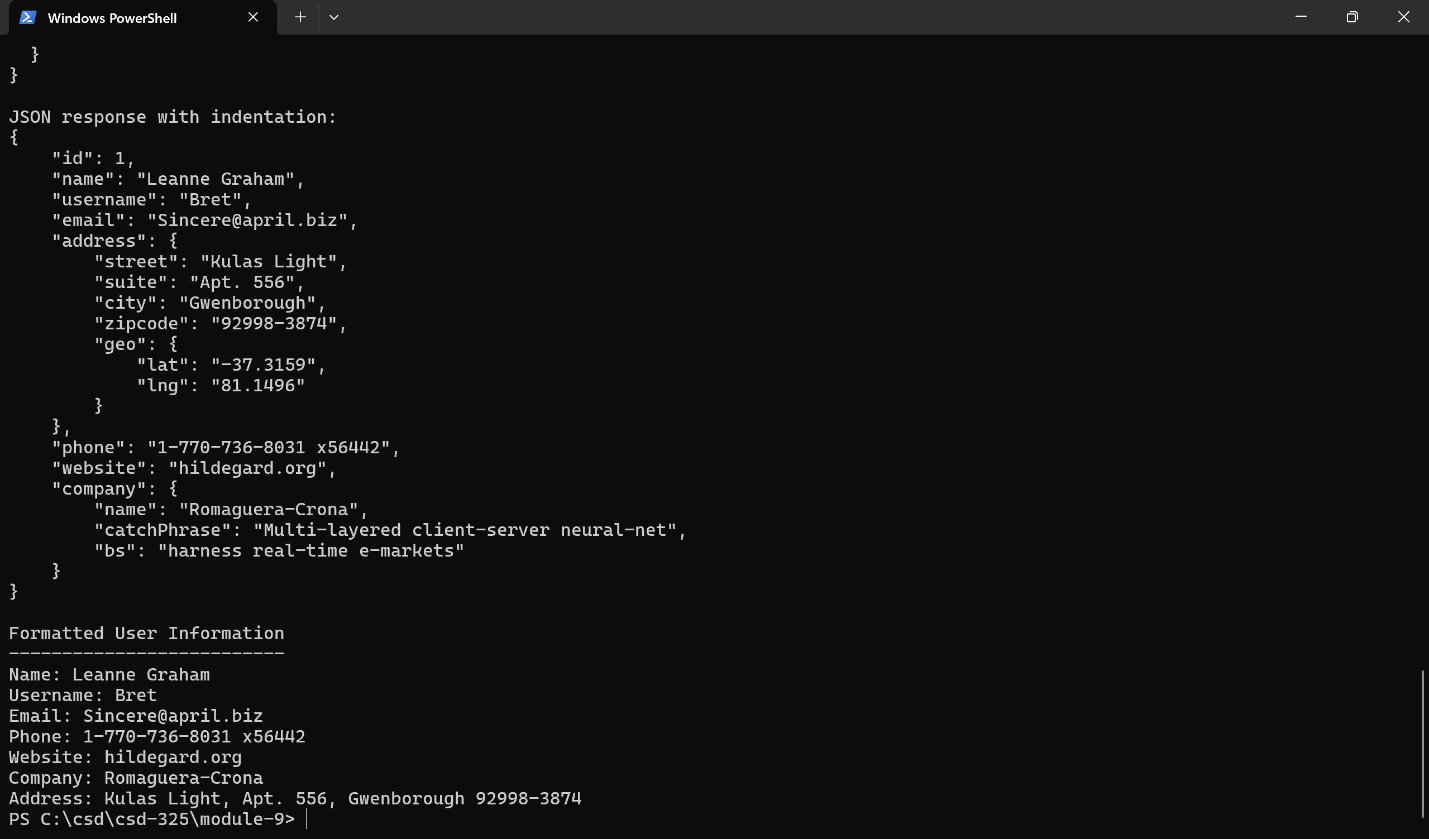 Windows PowerShell
  }
}

JSON response with indentation:
{
    "id": 1,
    "name": "Leanne Graham",
    "username": "Bret",
    "email": "Sincere@april.biz",
    "address": {
        "street": "Kulas Light",
        "suite": "Apt. 556",
        "city": "Gwenborough",
        "zipcode": "92998-3874",
        "geo": {
            "lat": "-37.3159",
            "lng": "81.1496"
        }
    },
    "phone": "1-770-736-8031 x56442",
    "website": "hildegard.org",
    "company": {
        "name": "Romaguera-Crona",
        "catchPhrase": "Multi-layered client-server neural-net",
        "bs": "harness real-time e-markets"
    }
}

Formatted User Information
--------------------------
Name: Leanne Graham
Username: Bret
Email: Sincere@april.biz
Phone: 1-770-736-8031 x56442
Website: hildegard.org
Company: Romaguera-Crona
Address: Kulas Light, Apt. 556, Gwenborough 92998-3874
PS C:\csd\csd-325\module-9>